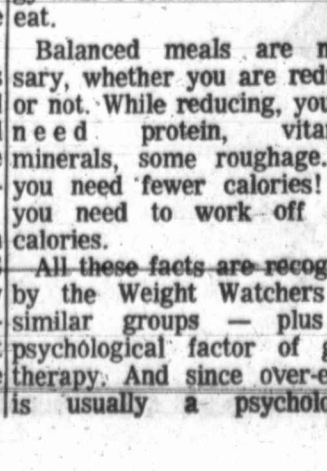 eat.
Balanced meals are n
sary, whether you are red
or not. While reducing, you
need protein, vita
minerals, some roughage.
you need fewer calories!
you need to work off
calories.
All these facts are recog
by the Weight Watchers
similar groups — plus
psychological factor of g
therapy. And since over-e
is usually a psycholo